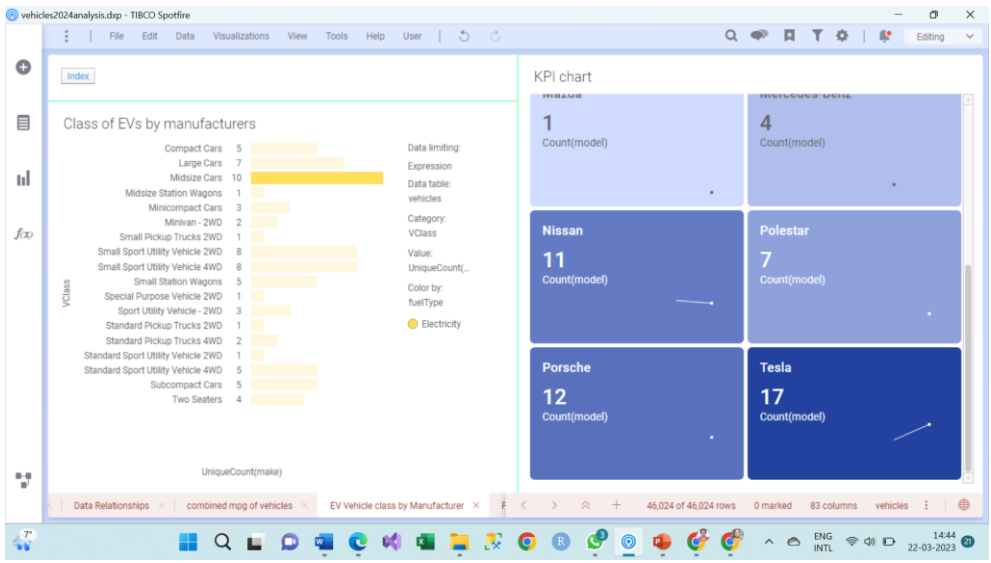 vehicles2024analysis.dxp - TIBCO Spotfire
File Edit Data Visualizations View Tools Help User
Editing
Index
Class of EVs by manufacturers
Compact Cars 5
Large Cars 7
Midsize Cars 10
Midsize Station Wagons 1
Minicompact Cars 3
Minivan - 2WD 2
Small Pickup Trucks 2WD 1
Small Sport Utility Vehicle 2WD 8
Small Sport Utility Vehicle 4WD 8
Small Station Wagons 5
Special Purpose Vehicle 2WD 1
Sport Utility Vehicle - 2WD 3
Standard Pickup Trucks 2WD 1
Standard Pickup Trucks 4WD 2
Standard Sport Utility Vehicle 2WD 1
Standard Sport Utility Vehicle 4WD 5
Subcompact Cars 5
Two Seaters 4
VClass
UniqueCount(make)
Data limiting:
Expression
Data table:
vehicles
Category:
VClass
Value:
UniqueCount(...
Color by:
fuelType
Electricity
KPI chart
Mazda
1
Count(model)
Mercedes-Benz
4
Count(model)
Nissan
11
Count(model)
Polestar
7
Count(model)
Porsche
12
Count(model)
Tesla
17
Count(model)
f(x)
Data Relationships
combined mpg of vehicles
EV Vehicle class by Manufacturer
46,024 of 46,024 rows 0 marked 83 columns vehicles
7°
R
3
ENG
INTL
14:44
22-03-2023
21